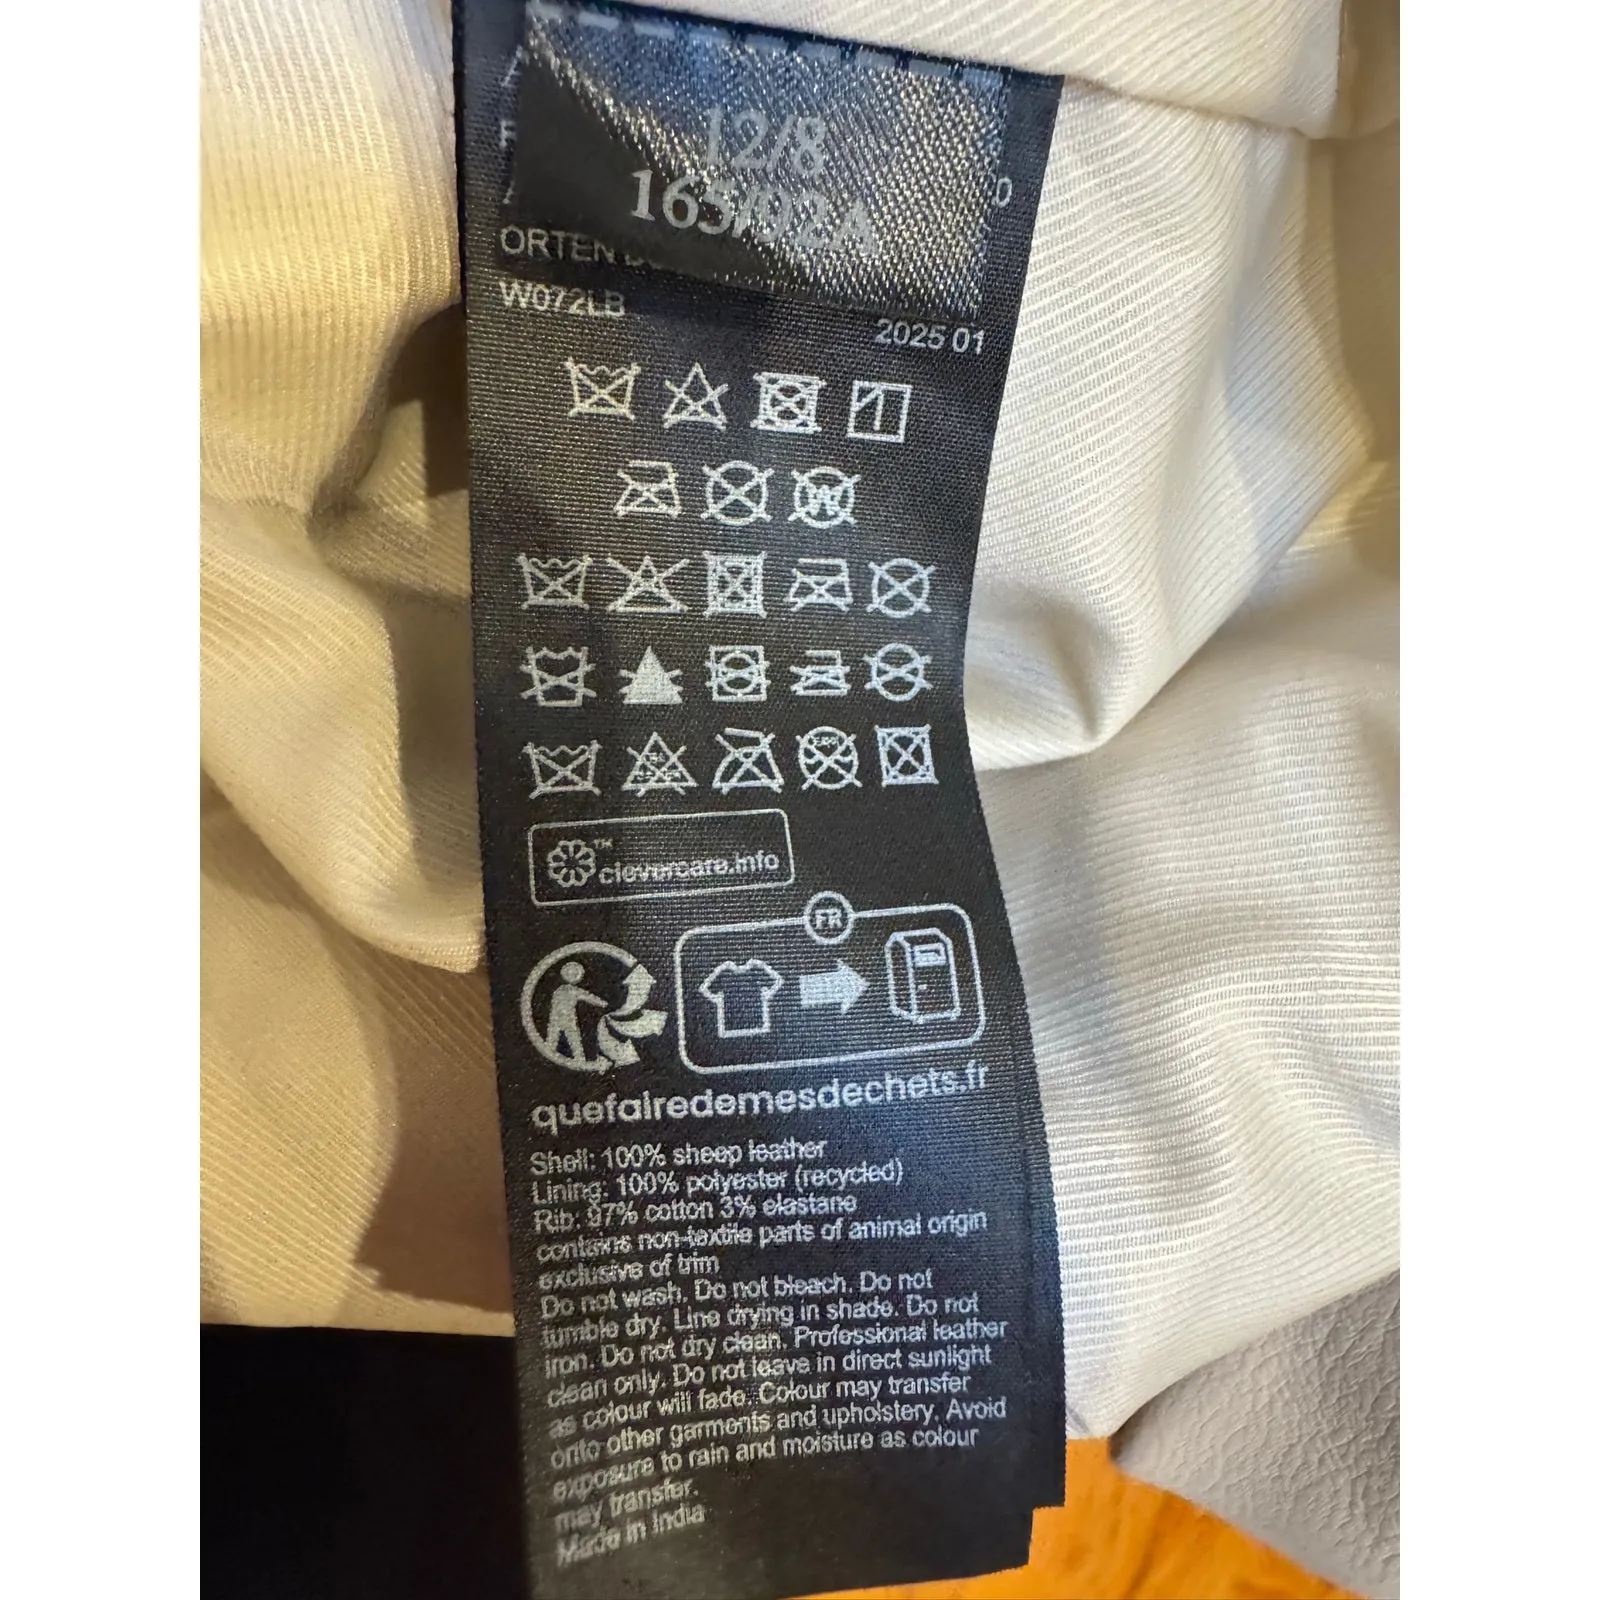 12/8
165/92A
W072LB
2025 01
W
clevercare.info
TM
FR
quefairedemesdechets.fr
Shell: 100% sheep leather
Lining: 100% polyester (recycled)
Rib: 97% cotton 3% elastane
contains non-textile parts of animal origin
exclusive of trim
Do not wash. Do not bleach. Do not
tumble dry. Line drying in shade. Do not
iron. Do not dry clean. Professional leather
clean only. Do not leave in direct sunlight
as colour will fade. Colour may transfer
onto other garments and upholstery. Avoid
exposure to rain and moisture as colour
may transfer.
Made in India